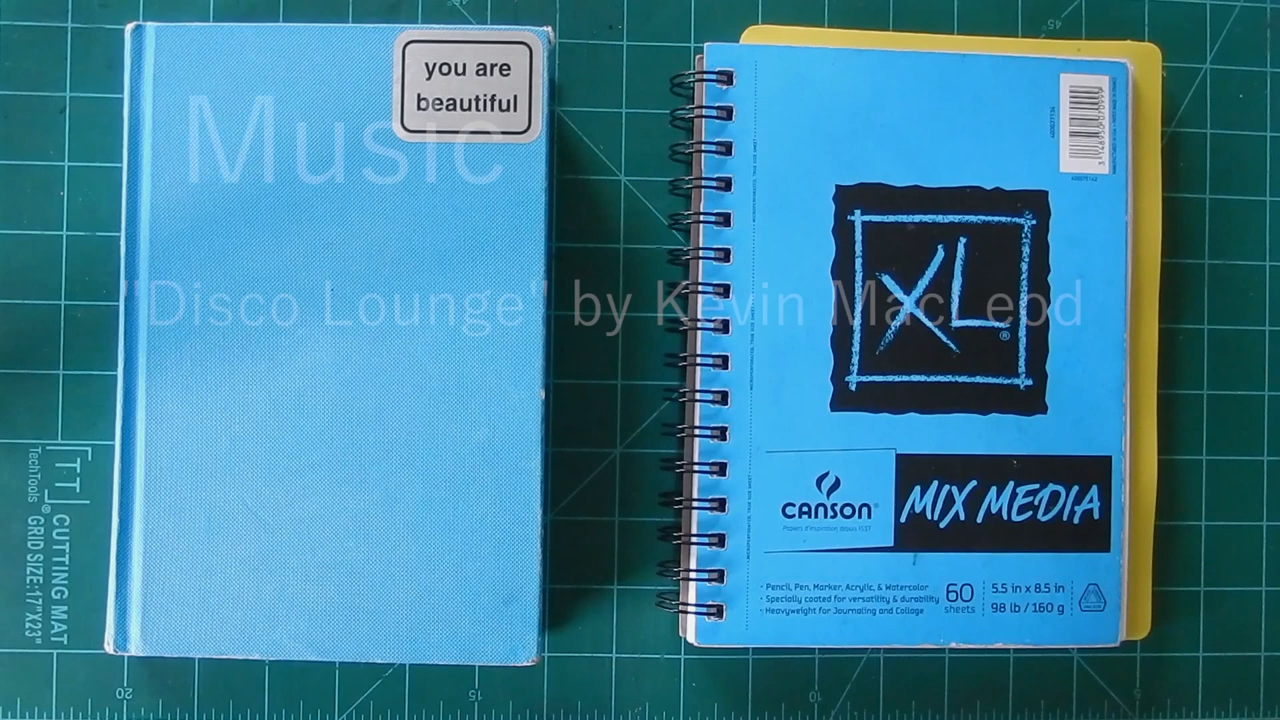 you are
beautiful
Music
"Disco Lounge" by Kevin MacLeod
XL®
CANSON®
MIX MEDIA
Pencil, Pen, Marker, Acrylic, & Watercolor
Specially coated for versatility & durability
Heavyweight for Journaling and Collage
60
sheets
5.5 in x 8.5 in
98 lb / 160 g
[TT]®
TechTools
CUTTING MAT
GRID SIZE:17"X23"
20
15
10
5
45°